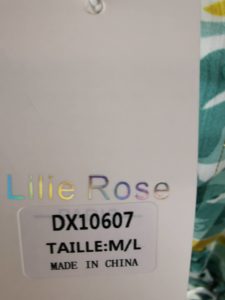 Lilie Rose
DX10607
TAILLE:M/L
MADE IN CHINA